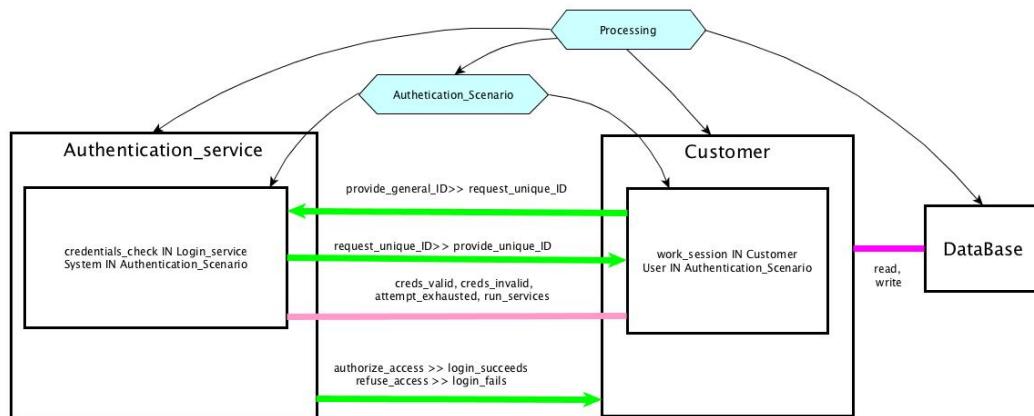 Processing
Authetication_Scenario
Authentication_service
Customer
provide_general_ID>> request_unique_ID
credentials_check IN Login_service
System IN Authentication_Scenario
request_unique_ID>> provide_unique_ID
work_session IN Customer
User IN Authentication_Scenario
DataBase
read,
write
creds_valid, creds_invalid,
attempt_exhausted, run_services
authorize_access >> login_succeeds
refuse_access >> login_fails